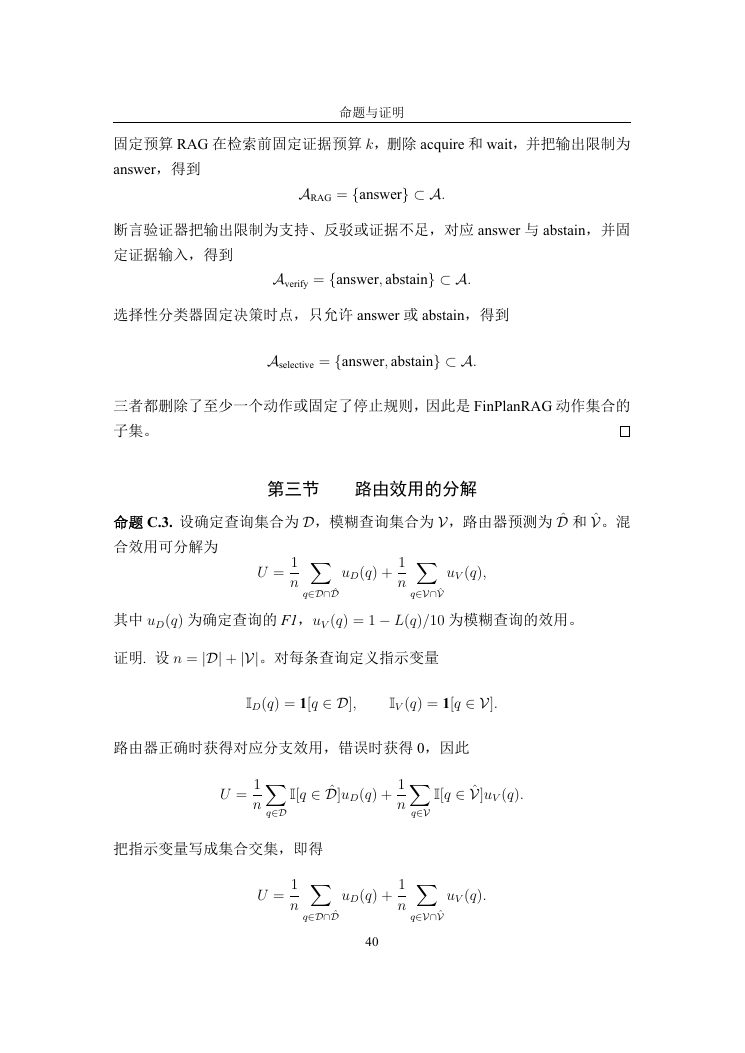 命题与证明
固定预算 RAG 在检索前固定证据预算 k，删除 acquire 和 wait，并把输出限制为
answer，得到
𝒜_RAG = {answer} ⊂ 𝒜.
断言验证器把输出限制为支持、反驳或证据不足，对应 answer 与 abstain，并固
定证据输入，得到
𝒜_verify = {answer, abstain} ⊂ 𝒜.
选择性分类器固定决策时点，只允许 answer 或 abstain，得到
𝒜_selective = {answer, abstain} ⊂ 𝒜.
三者都删除了至少一个动作或固定了停止规则，因此是 FinPlanRAG 动作集合的
子集。 □
第三节 路由效用的分解
命题 C.3. 设确定查询集合为 𝒟，模糊查询集合为 𝒱，路由器预测为 𝒟̂ 和 𝒱̂。混
合效用可分解为
U = 1/n ∑_{q∈𝒟∩𝒟̂} u_D(q) + 1/n ∑_{q∈𝒱∩𝒱̂} u_V(q),
其中 u_D(q) 为确定查询的 F1，u_V(q) = 1 − L(q)/10 为模糊查询的效用。
证明. 设 n = |𝒟| + |𝒱|。对每条查询定义指示变量
𝕀_D(q) = 1[q ∈ 𝒟], 𝕀_V(q) = 1[q ∈ 𝒱].
路由器正确时获得对应分支效用，错误时获得 0，因此
U = 1/n ∑_{q∈𝒟} 𝕀[q ∈ 𝒟̂]u_D(q) + 1/n ∑_{q∈𝒱} 𝕀[q ∈ 𝒱̂]u_V(q).
把指示变量写成集合交集，即得
U = 1/n ∑_{q∈𝒟∩𝒟̂} u_D(q) + 1/n ∑_{q∈𝒱∩𝒱̂} u_V(q).
40